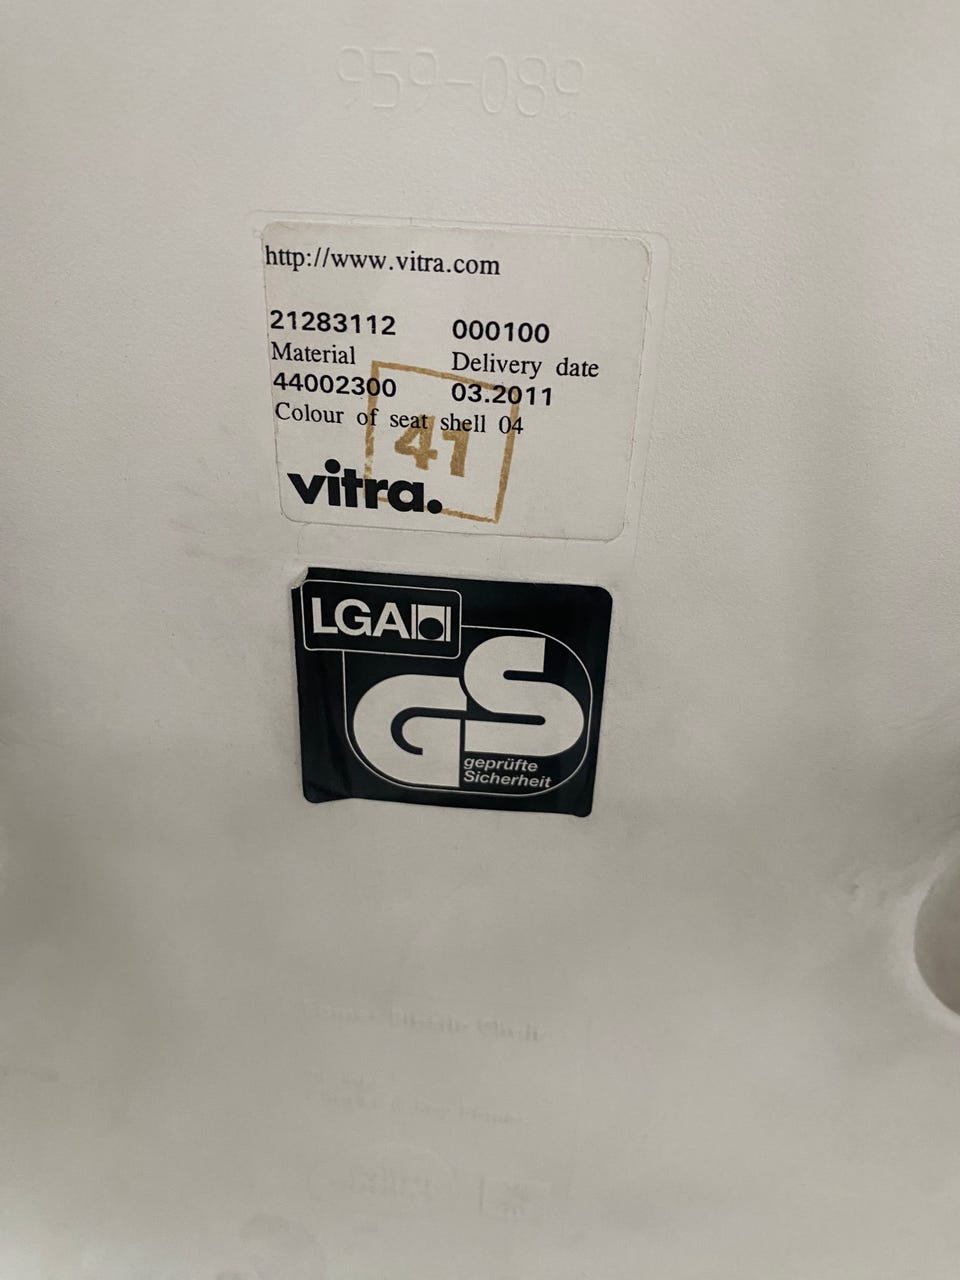 959-089
http://www.vitra.com
21283112 000100
Material Delivery date
44002300 03.2011
Colour of seat shell 04
41
vitra.
LGA
GS
geprüfte
Sicherheit